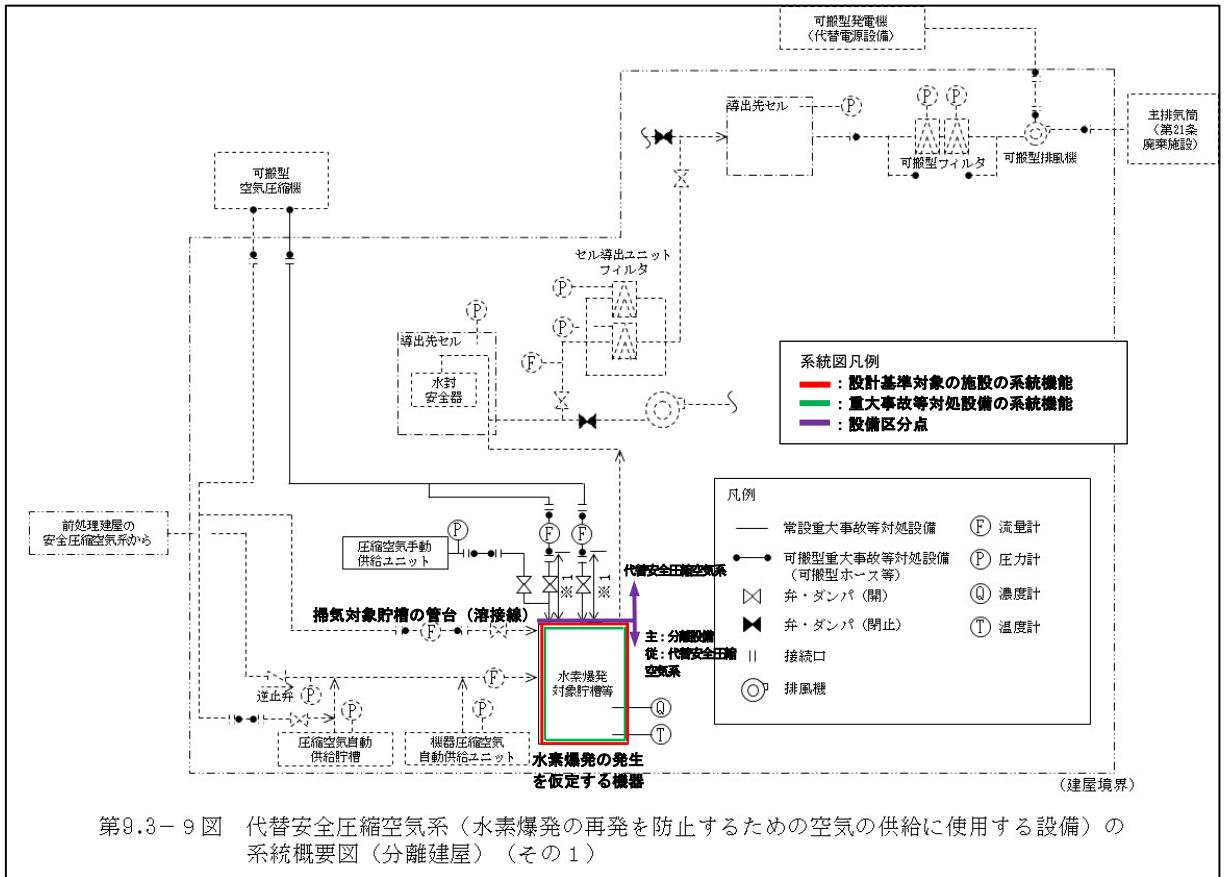 可搬型発電機
（代替電源設備）
導出先セル
P
P
P
主排気筒
（第21条
廃棄施設）
可搬型フィルタ
可搬型排風機
可搬型
空気圧縮機
セル導出ユニット
フィルタ
P
P
P
F
導出先セル
水封
安全器
系統図凡例
：設計基準対象の施設の系統機能
：重大事故等対処設備の系統機能
：設備区分点
凡例
常設重大事故等対処設備
可搬型重大事故等対処設備
（可搬型ホース等）
弁・ダンパ（開）
弁・ダンパ（閉止）
接続口
排風機
F 流量計
P 圧力計
Q 濃度計
T 温度計
前処理建屋の
安全圧縮空気系から
圧縮空気手動
供給ユニット
P
F
F
※1
※1
代替安全圧縮空気系
掃気対象貯槽の管台（溶接線）
F
主：分離設備
従：代替安全圧縮
空気系
水素爆発
対象貯槽等
逆止弁
P
F
P
P
Q
T
圧縮空気自動
供給貯槽
機器圧縮空気
自動供給ユニット
水素爆発の発生
を仮定する機器
（建屋境界）
第9.3－9図　代替安全圧縮空気系（水素爆発の再発を防止するための空気の供給に使用する設備）の
系統概要図（分離建屋）（その１）